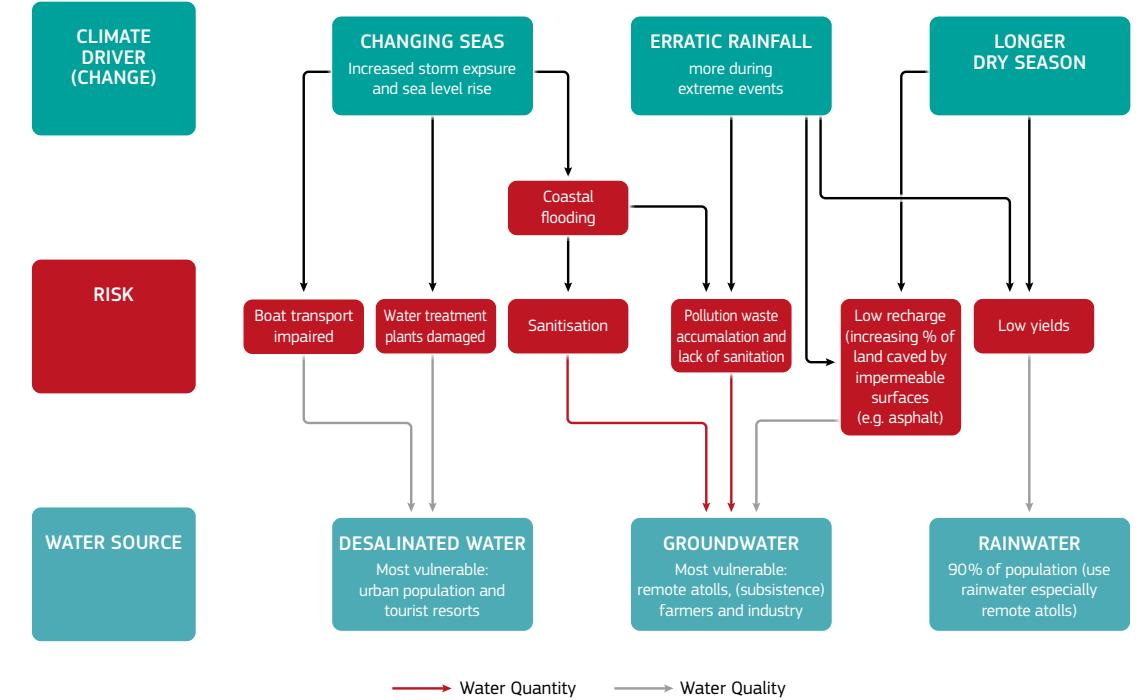 CLIMATE
DRIVER
(CHANGE)
CHANGING SEAS
Increased storm expsure
and sea level rise
ERRATIC RAINFALL
more during
extreme events
LONGER
DRY SEASON
Coastal
flooding
RISK
Boat transport
impaired
Water treatment
plants damaged
Sanitisation
Pollution waste
accumalation and
lack of sanitation
Low recharge
(increasing % of
land caved by
impermeable
surfaces
(e.g. asphalt)
Low yields
WATER SOURCE
DESALINATED WATER
Most vulnerable:
urban population and
tourist resorts
GROUNDWATER
Most vulnerable:
remote atolls, (subsistence)
farmers and industry
RAINWATER
90% of population (use
rainwater especially
remote atolls)
Water Quantity
Water Quality